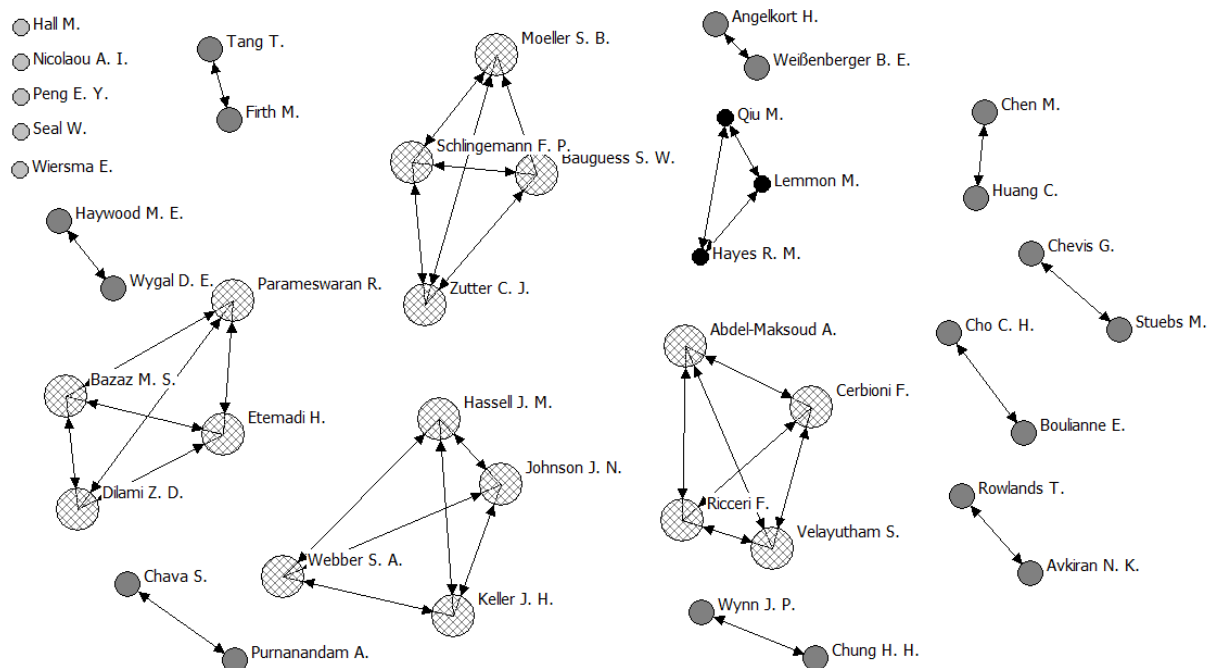 Hall M.
Nicolaou A. I.
Peng E. Y.
Seal W.
Wiersma E.
Tang T.
Firth M.
Moeller S. B.
Schlingemann F. P.
Bauguess S. W.
Zutter C. J.
Angelkort H.
Weißenberger B. E.
Qiu M.
Lemmon M.
Hayes R. M.
Chen M.
Huang C.
Haywood M. E.
Wygal D. E.
Parameswaran R.
Bazaz M. S.
Etemadi H.
Dilami Z. D.
Hassell J. M.
Johnson J. N.
Webber S. A.
Keller J. H.
Abdel-Maksoud A.
Cerbioni F.
Ricceri F.
Velayutham S.
Chevis G.
Stuebs M.
Cho C. H.
Boulianne E.
Rowlands T.
Avkiran N. K.
Chava S.
Purnanandam A.
Wynn J. P.
Chung H. H.